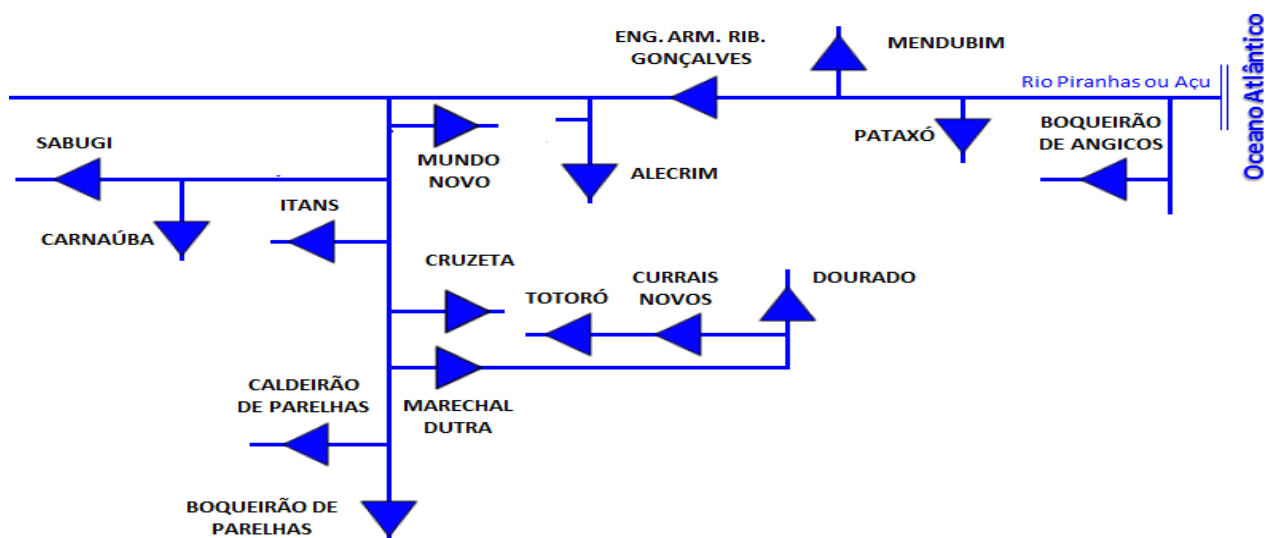 ENG. ARM. RIB.
GONÇALVES
MENDUBIM
Rio Piranhas ou Açu
Oceano Atlântico
SABUGI
MUNDO
NOVO
ALECRIM
PATAXÓ
BOQUEIRÃO
DE ANGICOS
CARNAÚBA
ITANS
CRUZETA
TOTORÓ
CURRAIS
NOVOS
DOURADO
CALDEIRÃO
DE PARELHAS
MARECHAL
DUTRA
BOQUEIRÃO DE
PARELHAS